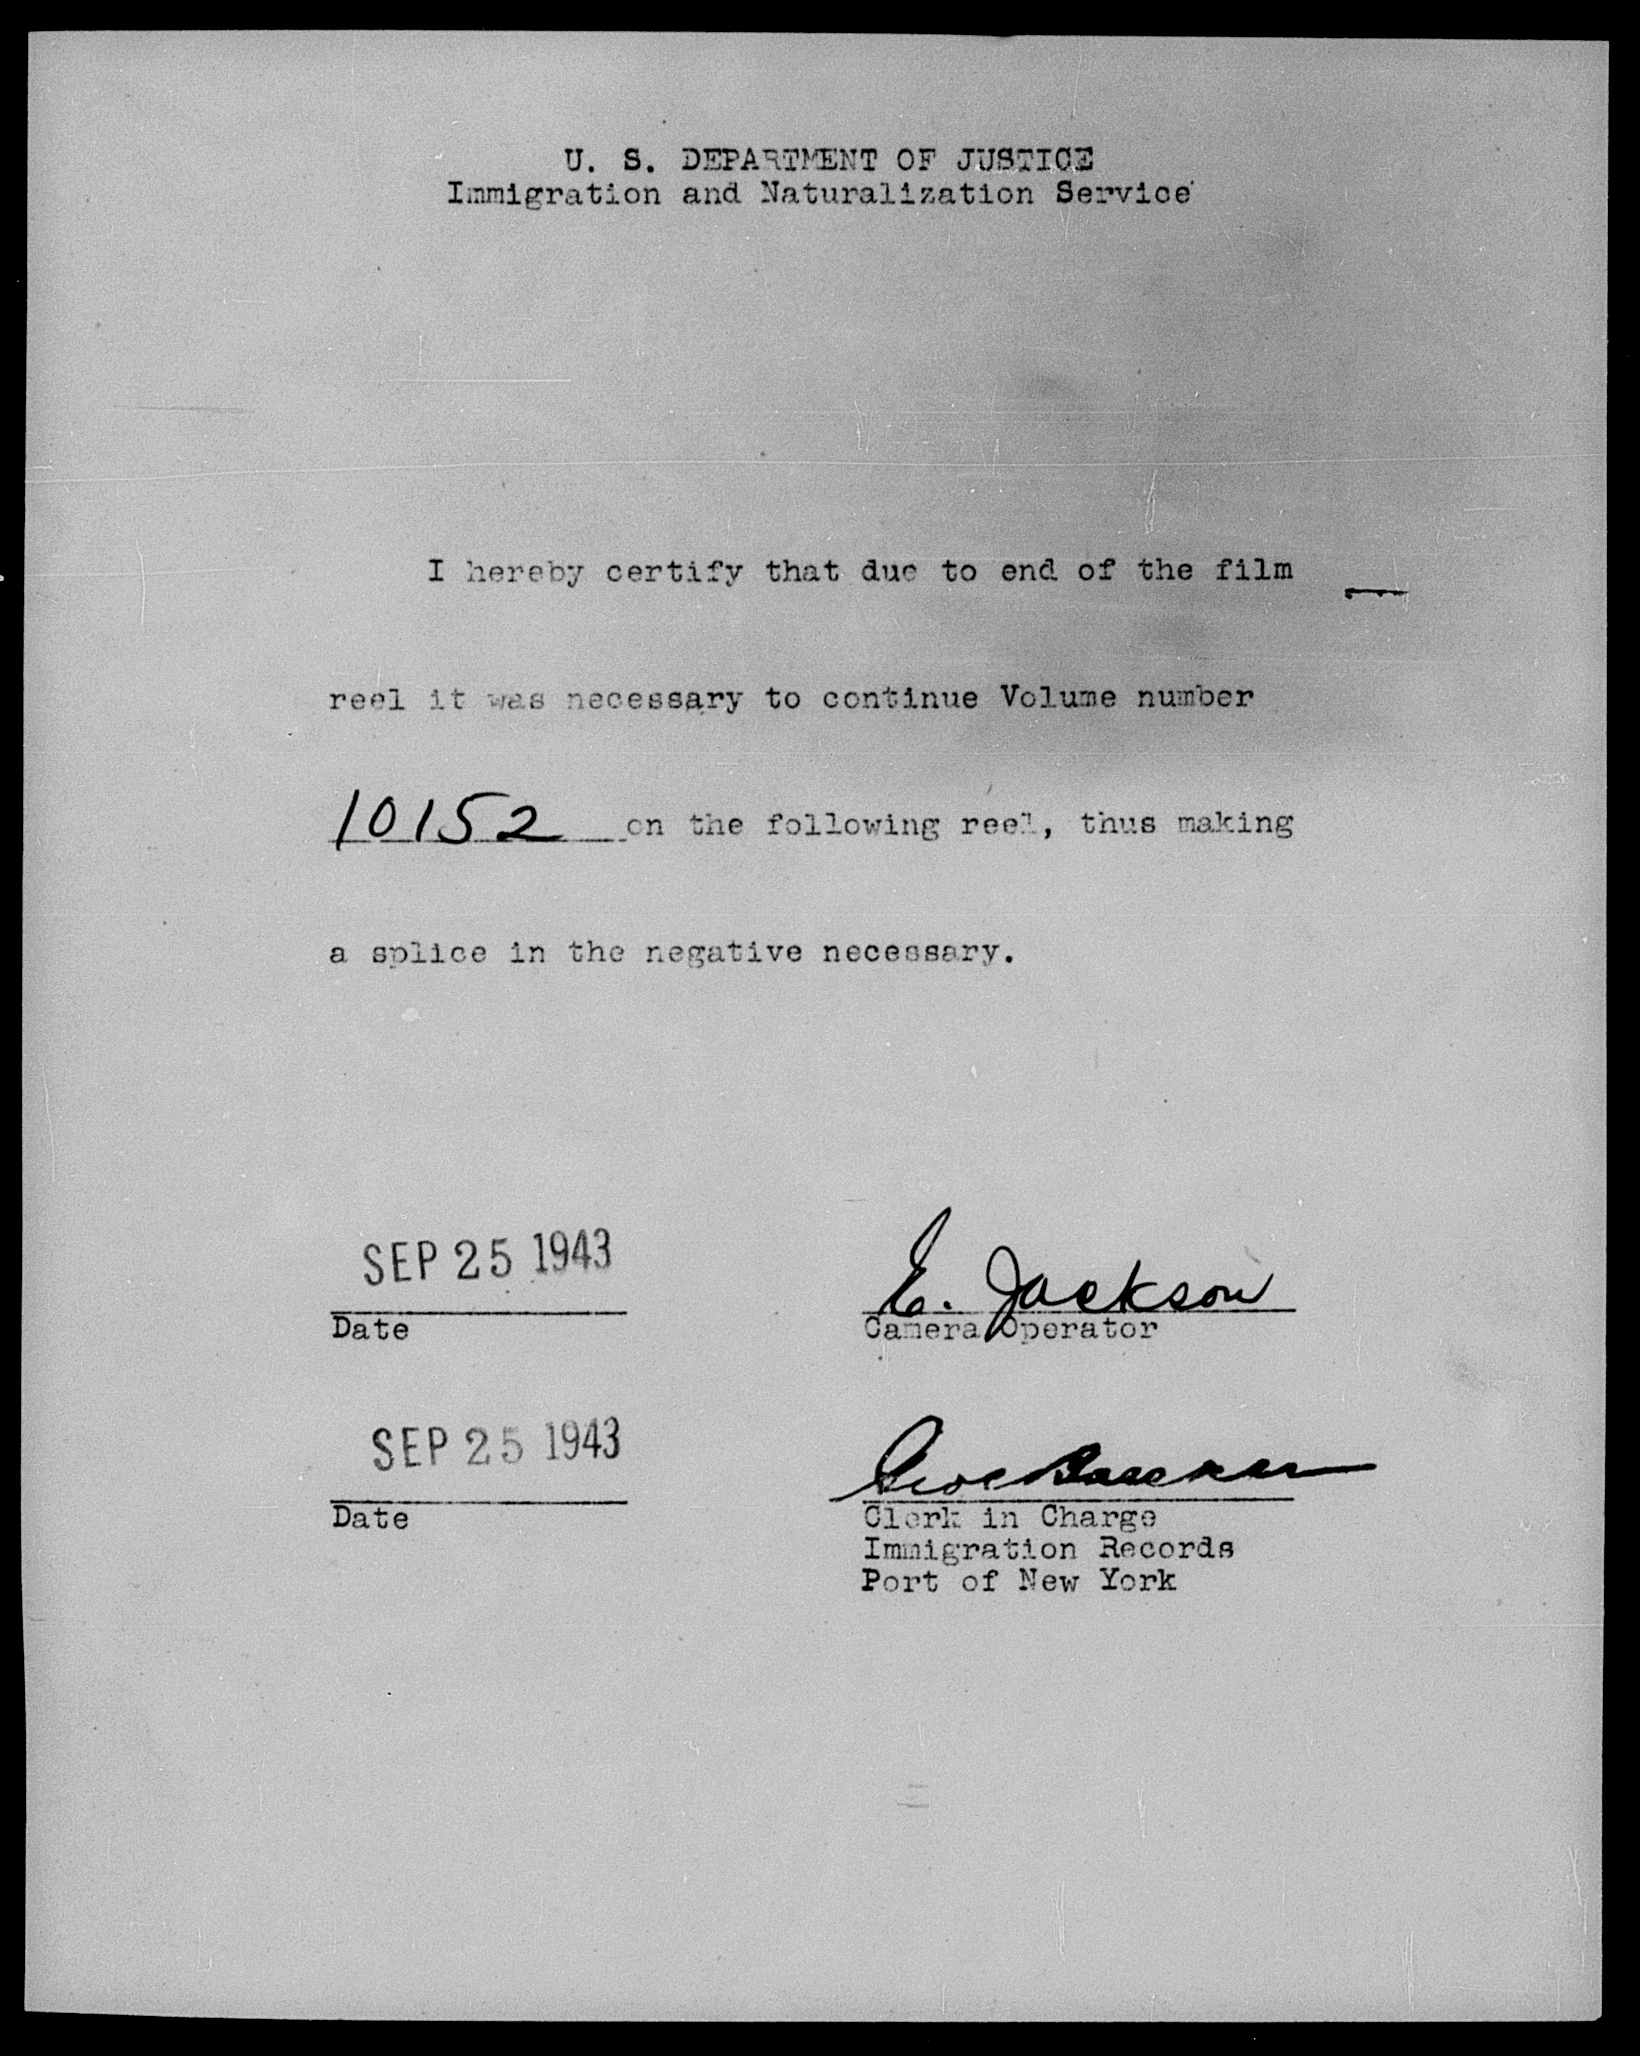 U. S. DEPARTMENT OF JUSTICE
Immigration and Naturalization Service
I hereby certify that due to end of the film
reel it was necessary to continue Volume number
10152 on the following reel, thus making
a splice in the negative necessary.
SEP 25 1943
E. Jackson
Date
Camera Operator
SEP 25 1943
Date
Clerk in Charge
Immigration Records
Port of New York